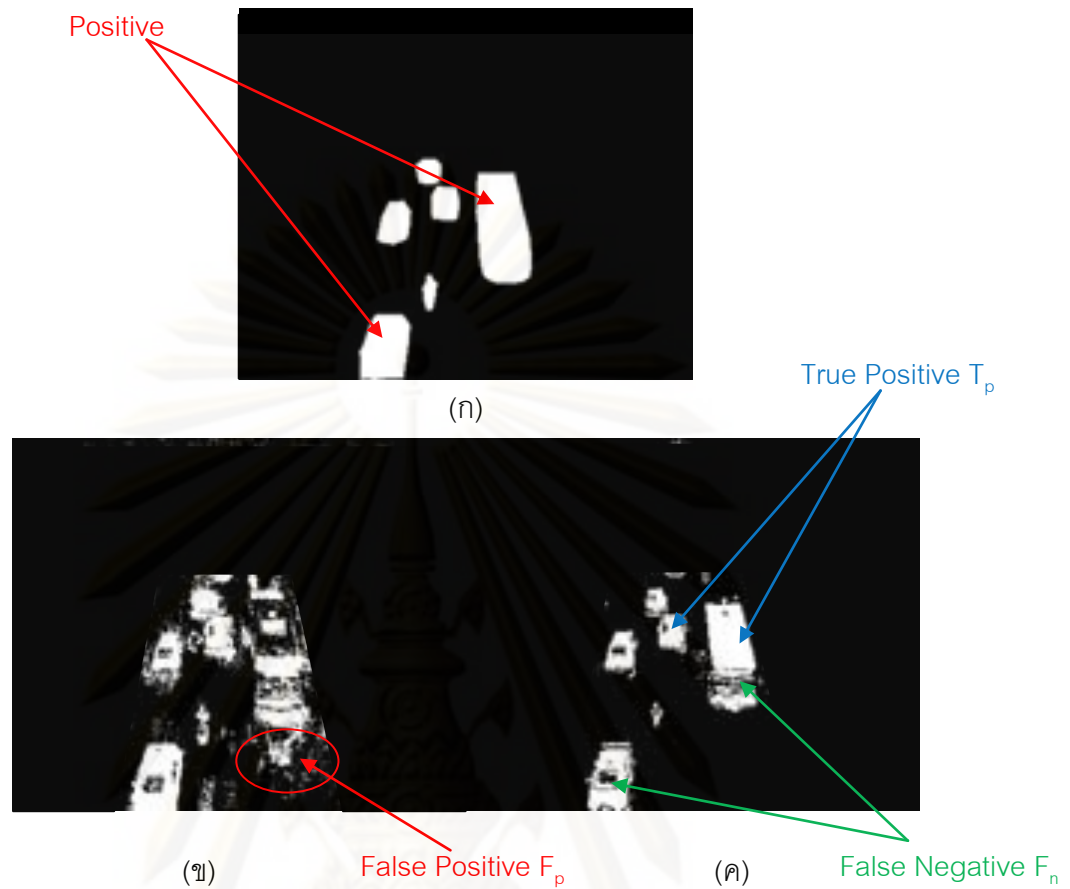 Positive
(ก)
True Positive Tₚ
(ข)
False Positive Fₚ
(ค)
False Negative Fₙ